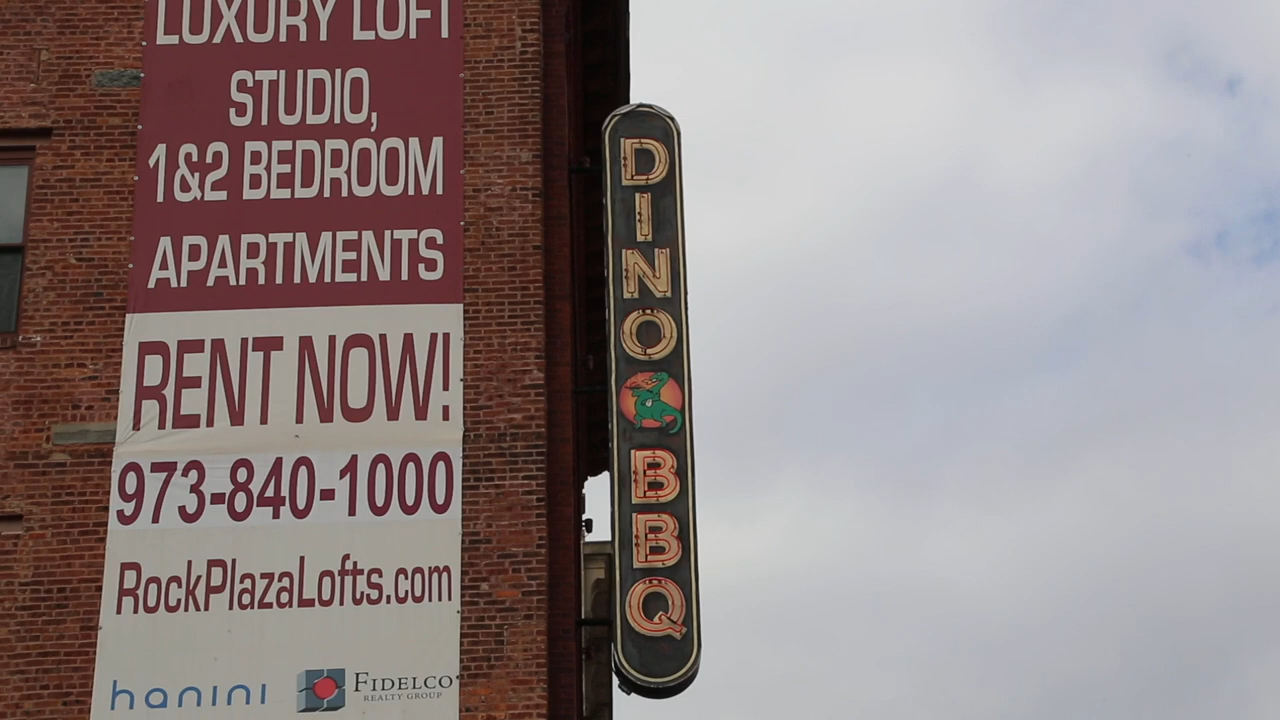 LUXURY LOFT
STUDIO,
1&2 BEDROOM
APARTMENTS
RENT NOW!
973-840-1000
RockPlazaLofts.com
hanini
FIDELCO
REALTY GROUP
DINO BBQ